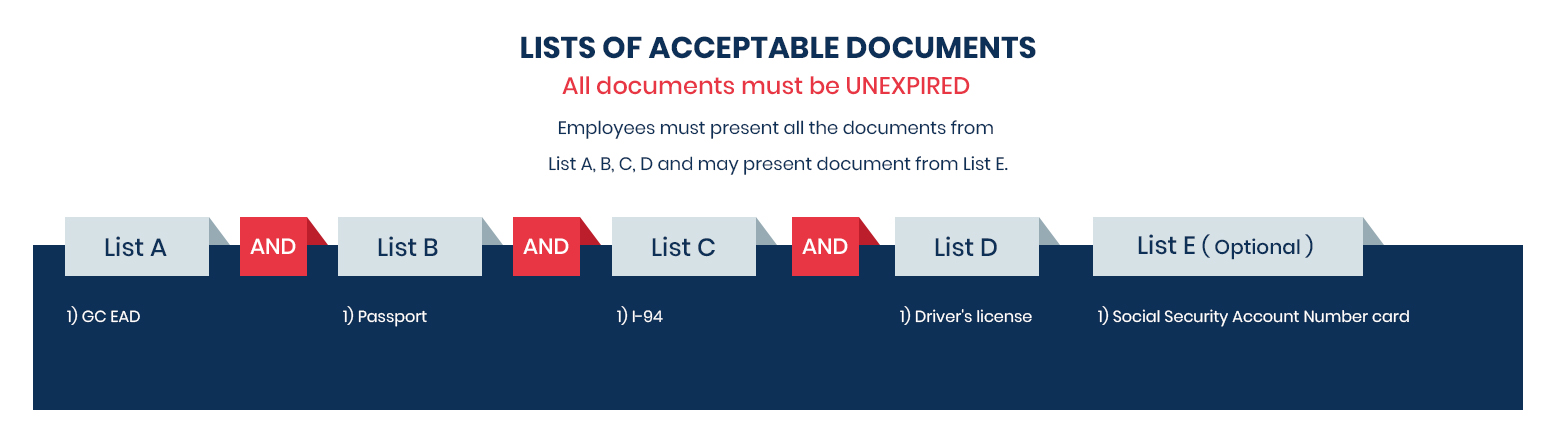 LISTS OF ACCEPTABLE DOCUMENTS
All documents must be UNEXPIRED
Employees must present all the documents from
List A, B, C, D and may present document from List E.
List A AND List B AND List C AND List D List E ( Optional )
1) GC EAD 1) Passport 1) I-94 1) Driver's license 1) Social Security Account Number card